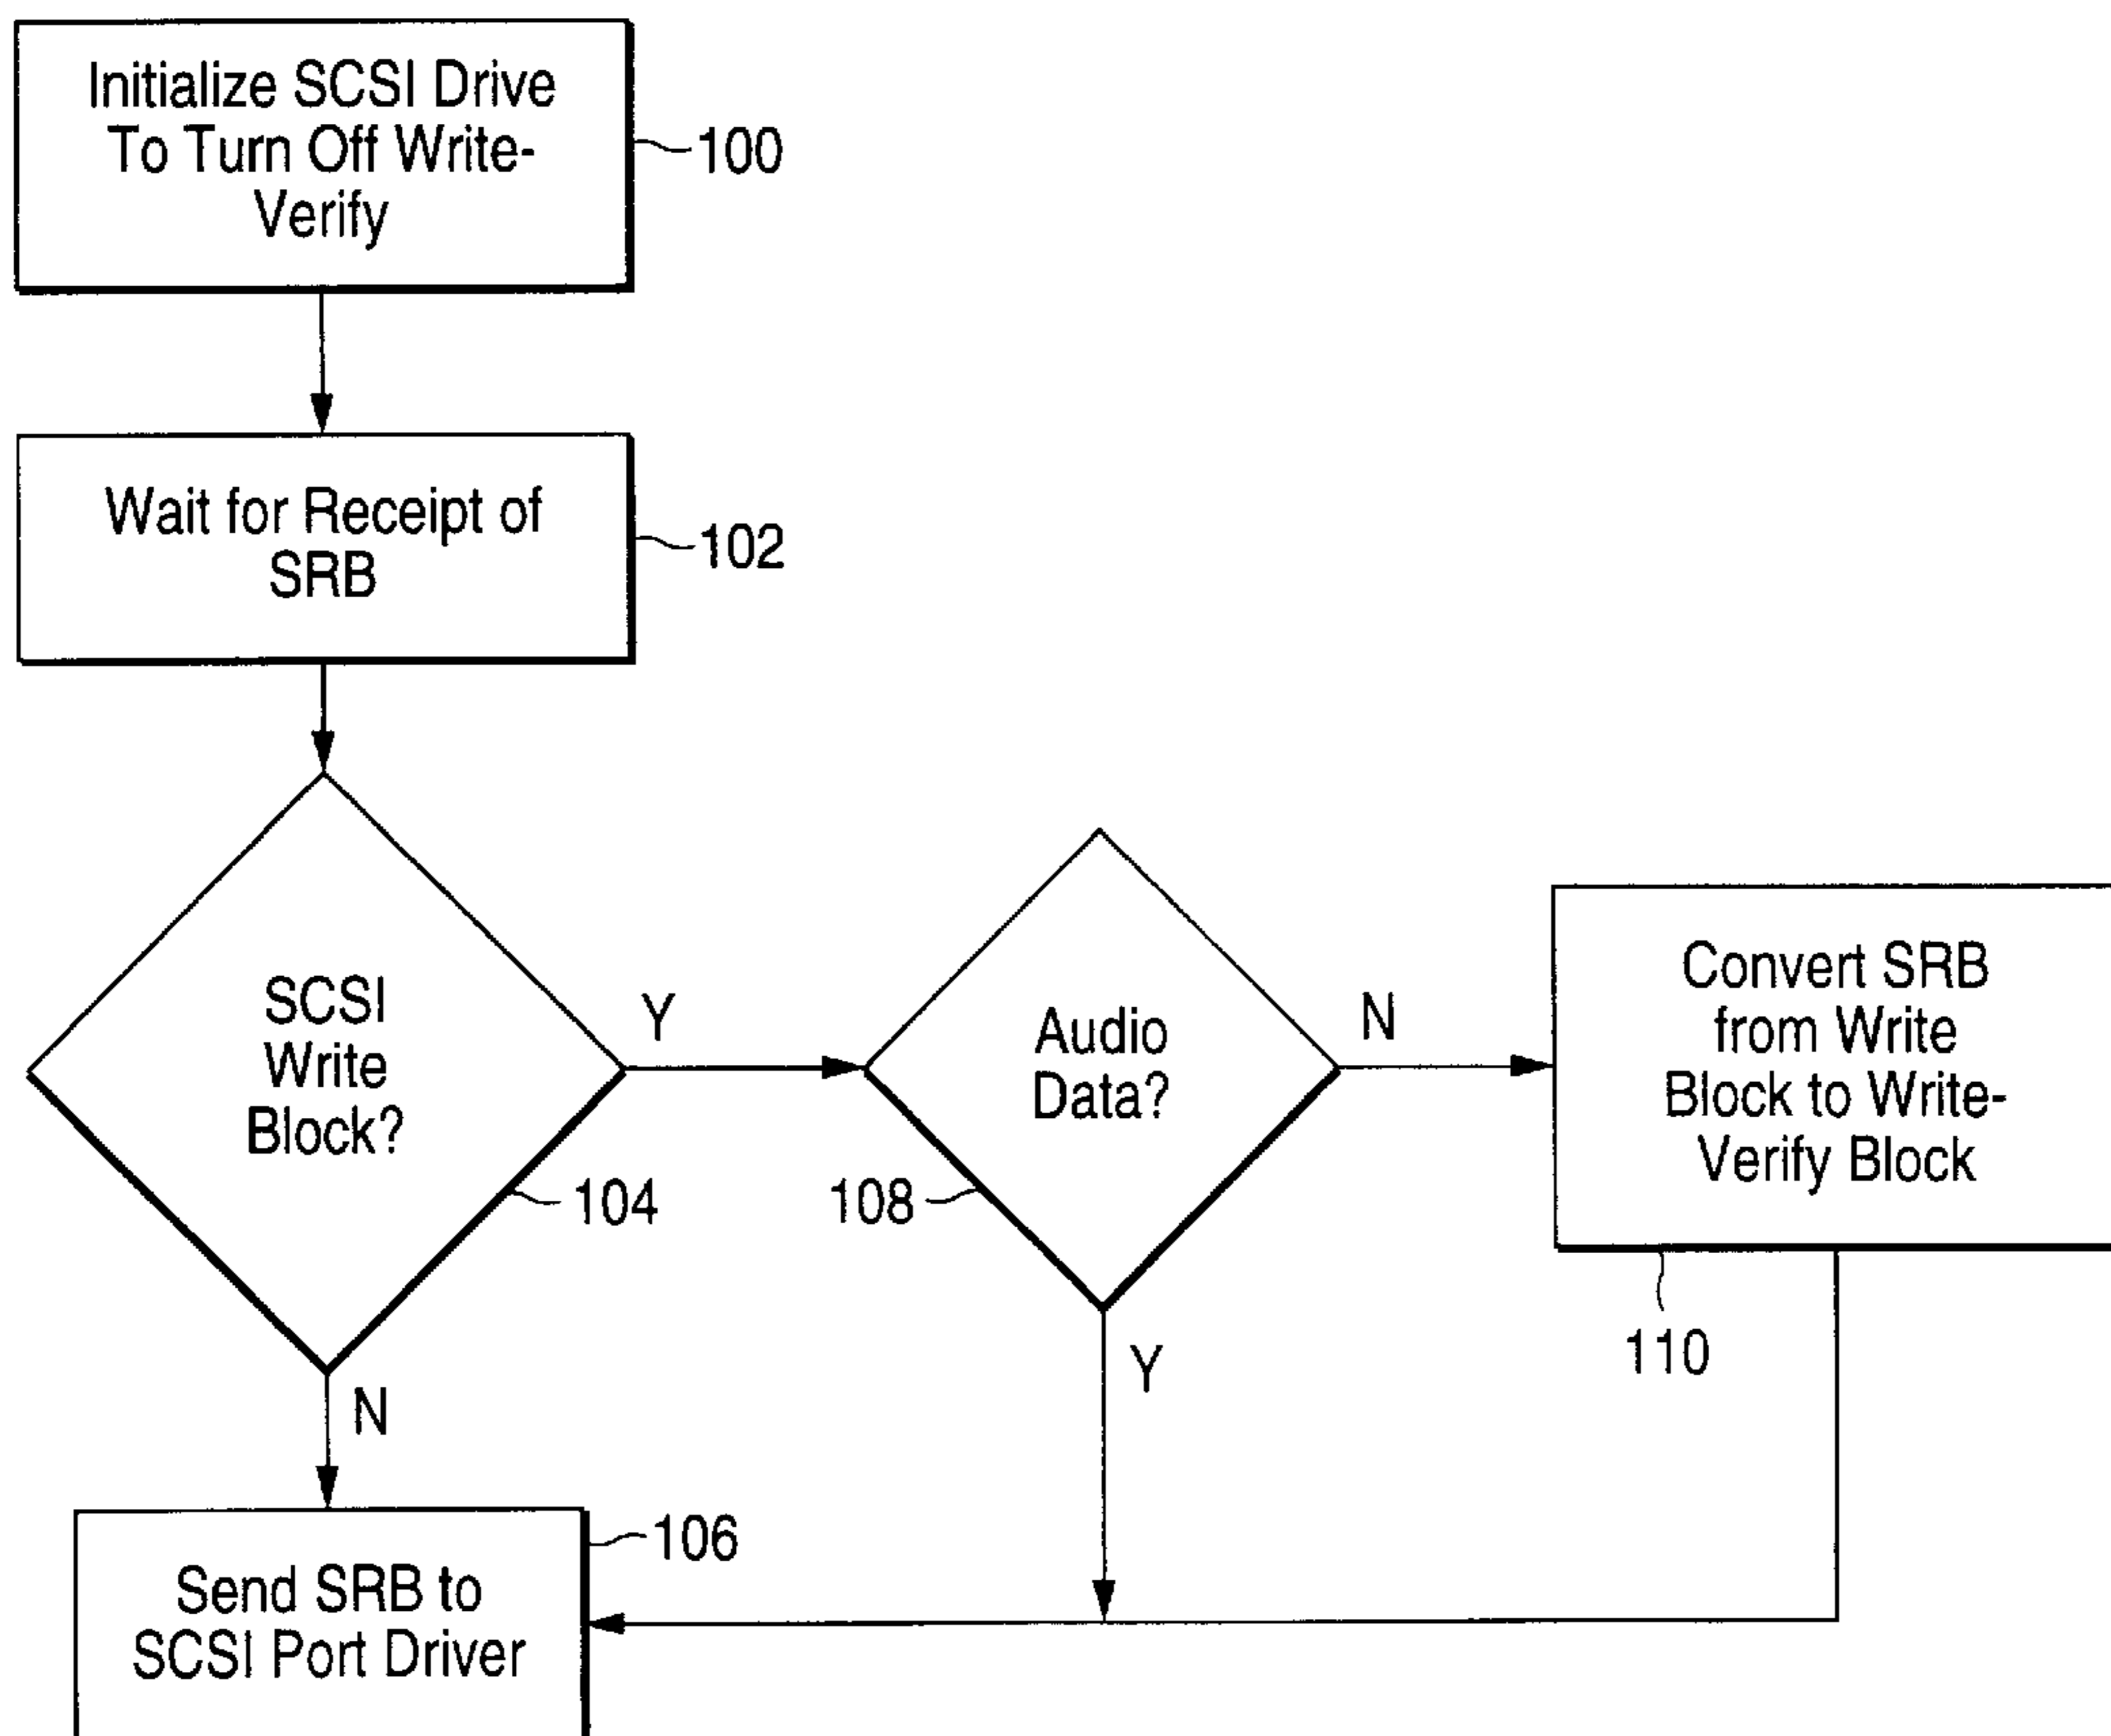 Initialize SCSI Drive
To Turn Off Write-
Verify
100
Wait for Receipt of
SRB
102
SCSI
Write
Block?
Y
104
N
Audio
Data?
N
108
Y
Convert SRB
from Write
Block to Write-
Verify Block
110
106
Send SRB to
SCSI Port Driver